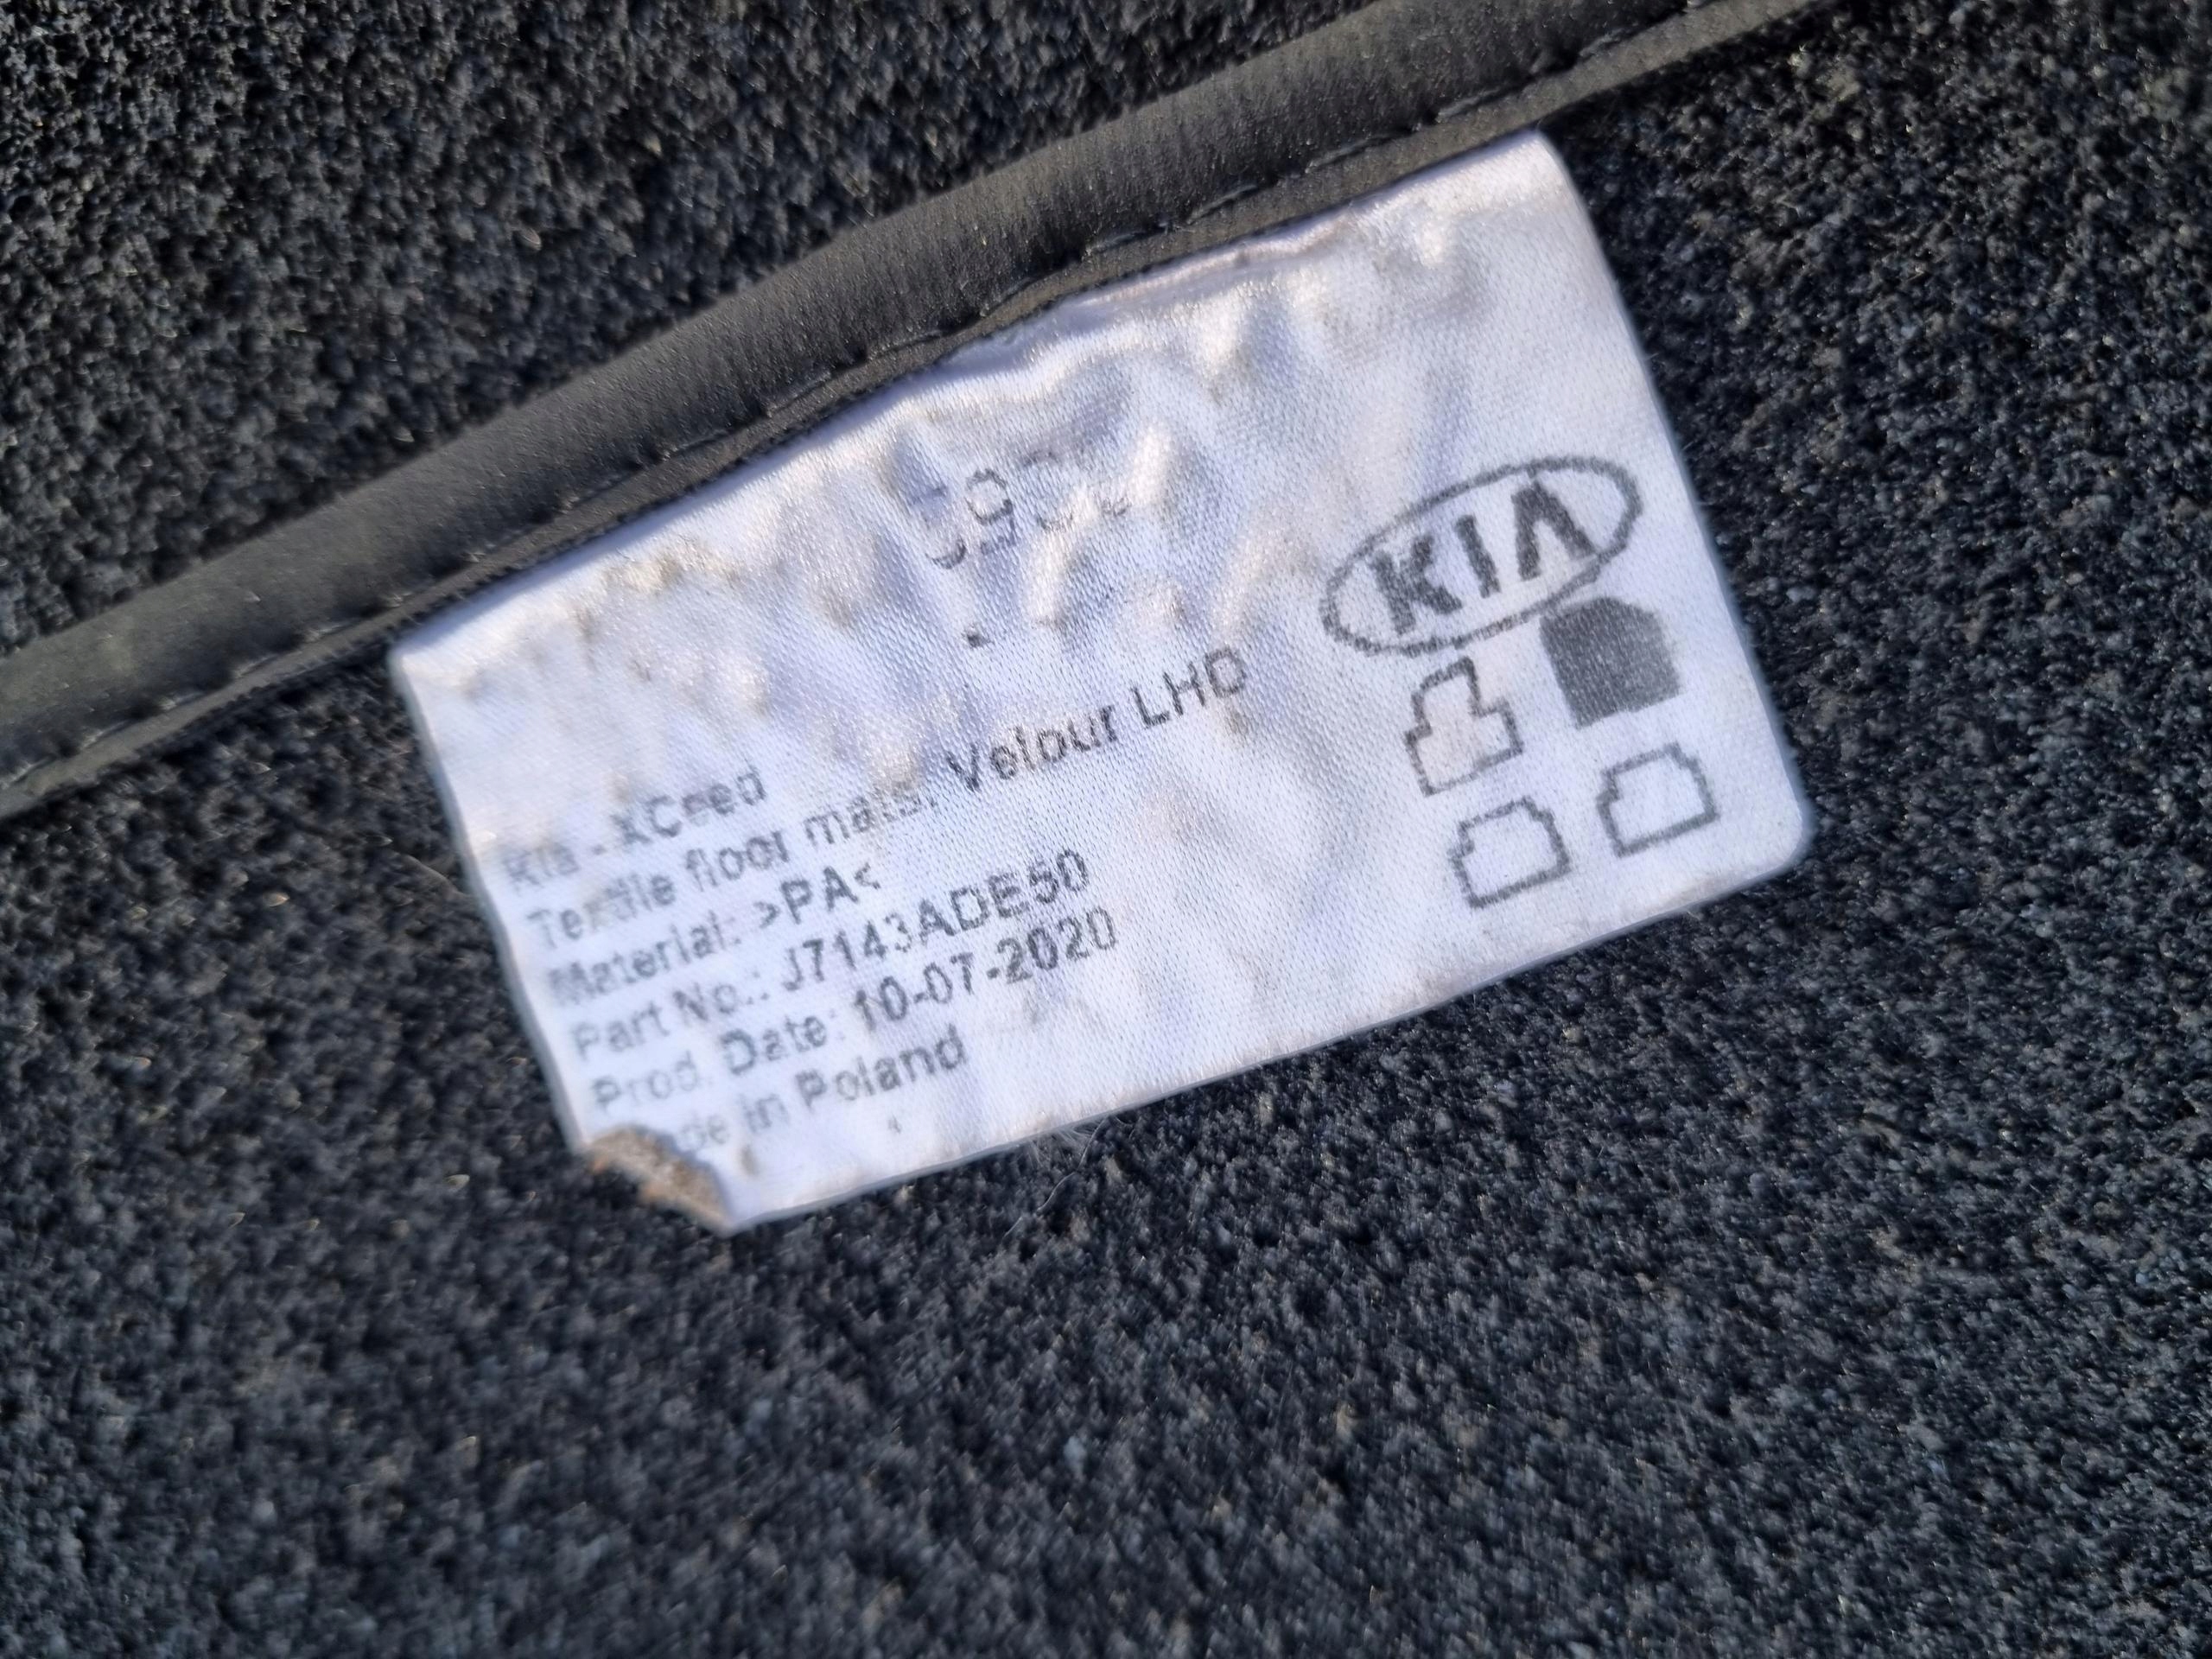 KIA
Kia - XCeed
Textile floor mats, Velour LHD
Material: >PA<
Part No.: J7143ADE50
Prod. Date: 10-07-2020
in Poland